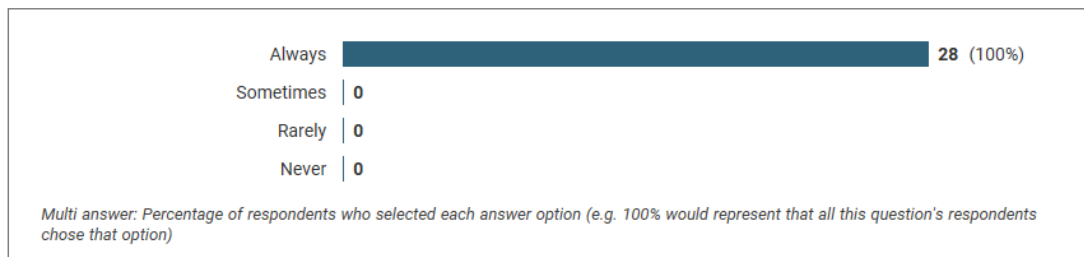 Always 28 (100%)
Sometimes 0
Rarely 0
Never 0
Multi answer: Percentage of respondents who selected each answer option (e.g. 100% would represent that all this question's respondents
chose that option)